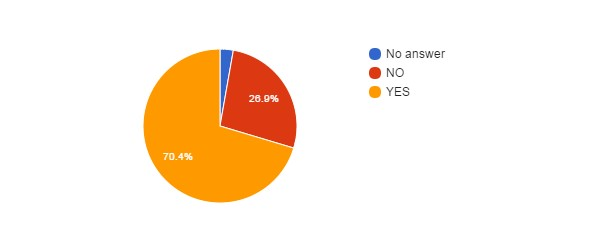 No answer
NO
YES
26.9%
70.4%